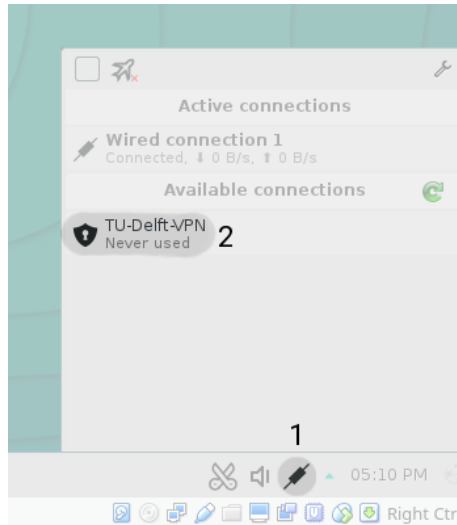 Active connections
Wired connection 1
Connected, ⬇ 0 B/s, ⬆ 0 B/s
Available connections
TU-Delft-VPN
Never used
2
1
05:10 PM
Right Ctr